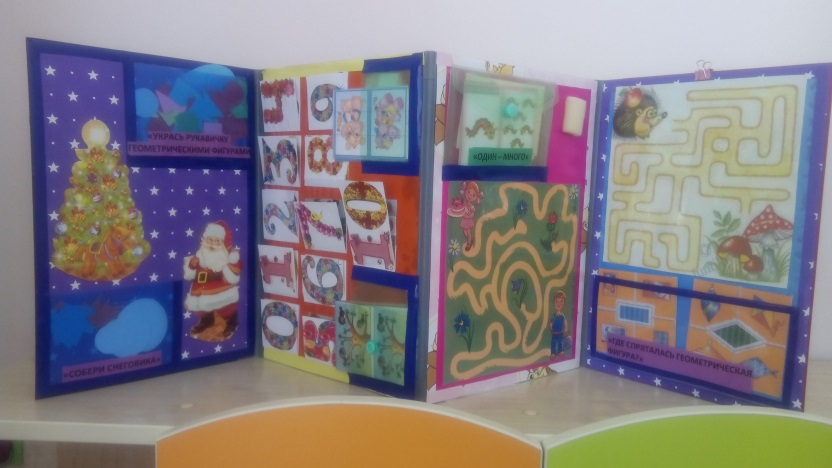 «УКРАСЬ РУКАВИЧКУ
ГЕОМЕТРИЧЕСКИМИ ФИГУРАМИ
«СОБЕРИ СНЕГОВИКА»
«ОДИН – МНОГО»
«ГДЕ СПРЯТАЛАСЬ ГЕОМЕТРИЧЕСКАЯ
ФИГУРА?»